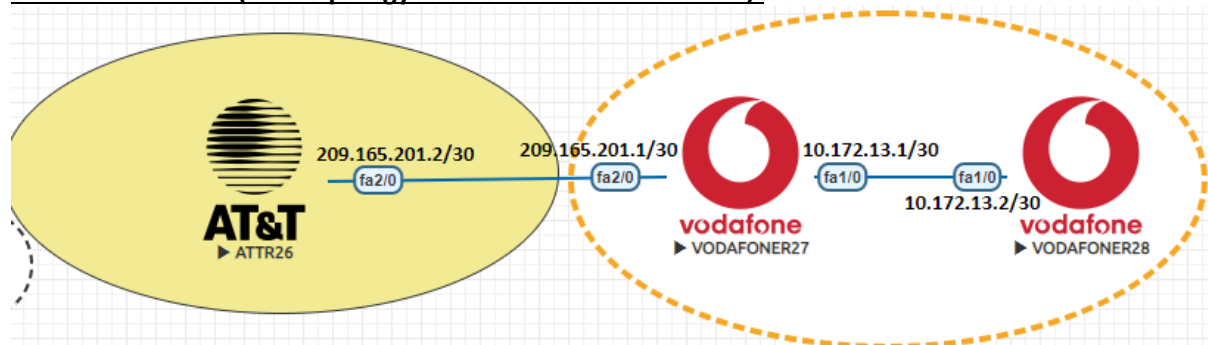 209.165.201.2/30
fa2/0
AT&T
▶ ATTR26
209.165.201.1/30
fa2/0
vodafone
▶ VODAFONER27
10.172.13.1/30
fa1/0
fa1/0
10.172.13.2/30
vodafone
▶ VODAFONER28